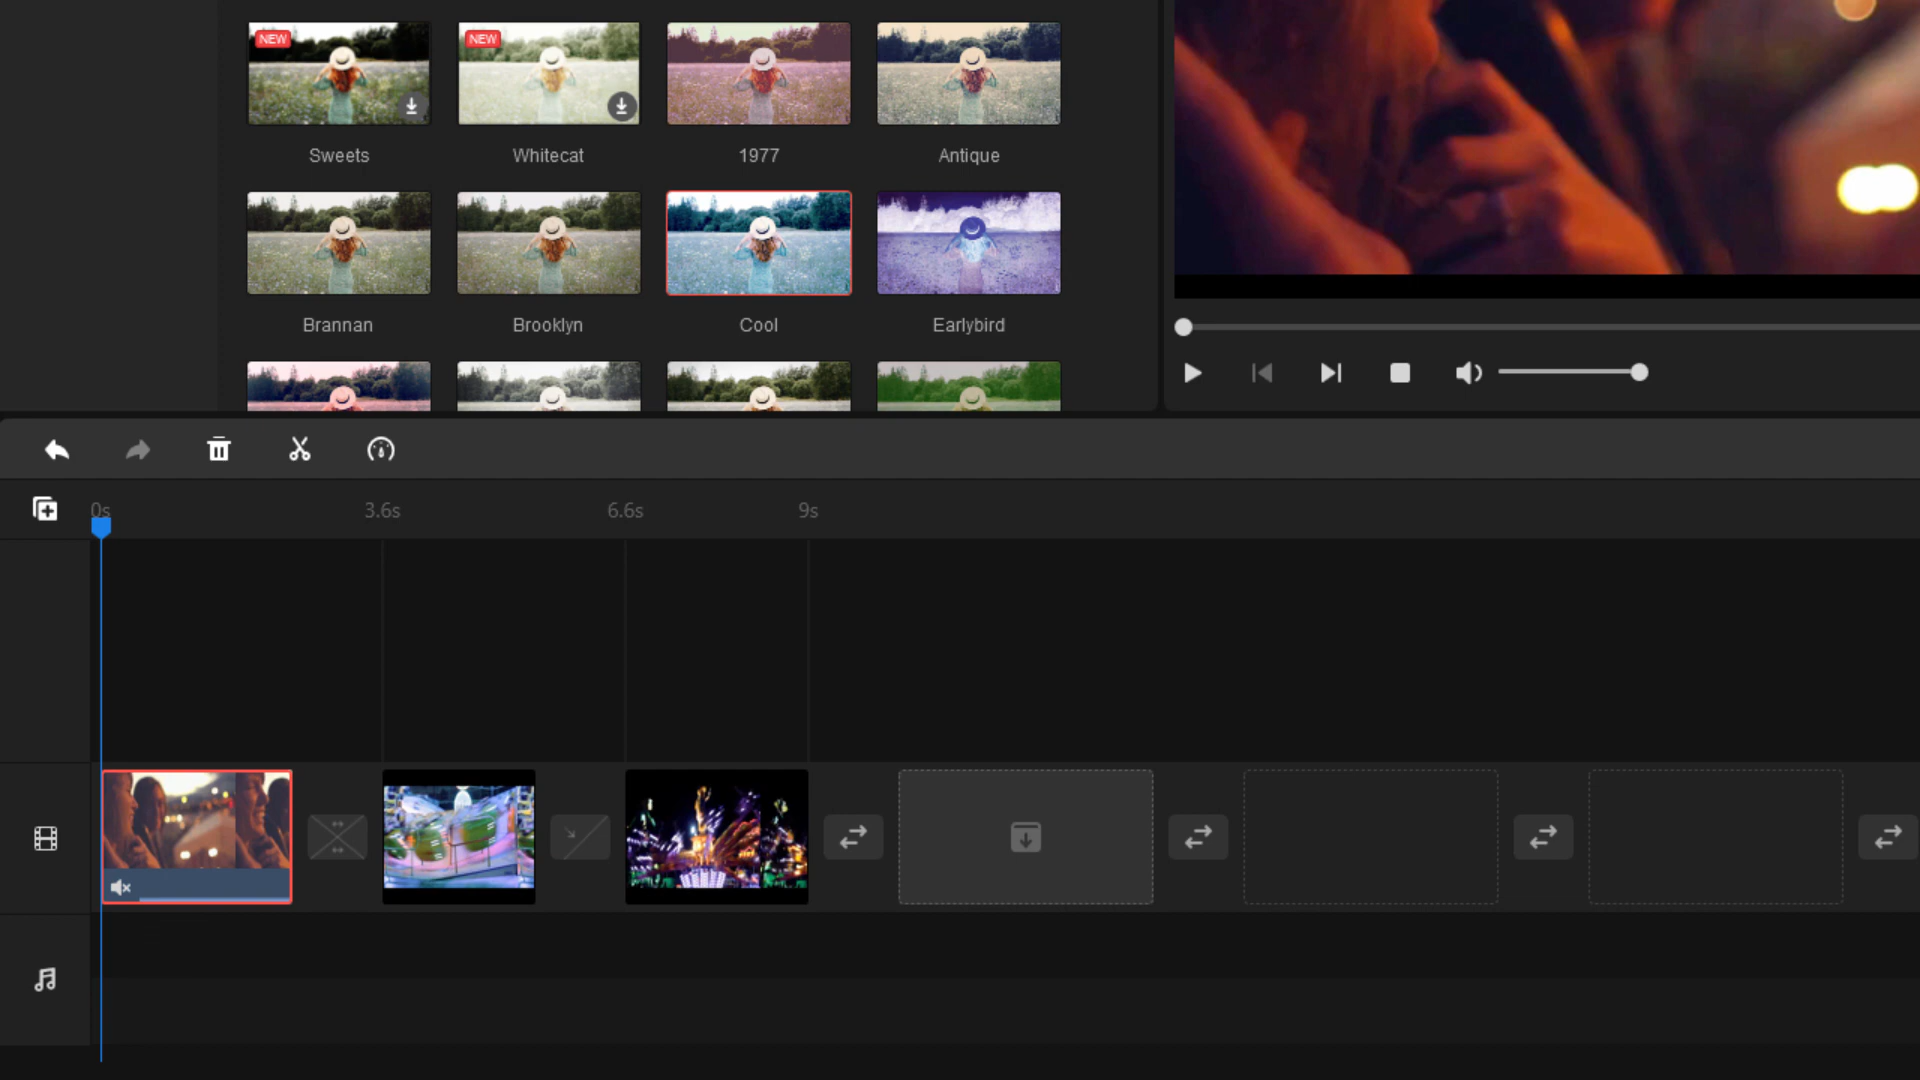 NEW
NEW
Sweets
Whitecat
1977
Antique
Brannan
Brooklyn
Cool
Earlybird
0s
3.6s
6.6s
9s